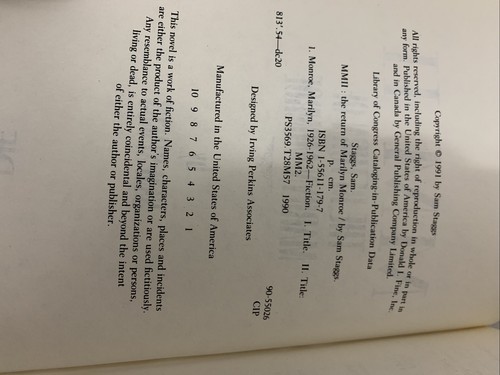 Copyright © 1991 by Sam Staggs
All rights reserved, including the right of reproduction in whole or in part in
any form. Published in the United States of America by Donald I. Fine, Inc.
and in Canada by General Publishing Company Limited.
Library of Congress Cataloging-in-Publication Data
Staggs, Sam.
MMII : the return of Marilyn Monroe / by Sam Staggs.
p. cm.
ISBN 1-55611-179-7
1. Monroe, Marilyn, 1926-1962—Fiction. I. Title. II. Title:
MM2.
PS3569.T28M57 1990
813'.54—dc20
90-55026
CIP
Designed by Irving Perkins Associates
Manufactured in the United States of America
10 9 8 7 6 5 4 3 2 1
This novel is a work of fiction. Names, characters, places and incidents
are either the product of the author's imagination or are used fictitiously.
Any resemblance to actual events, locales, organizations or persons,
living or dead, is entirely coincidental and beyond the intent
of either the author or publisher.